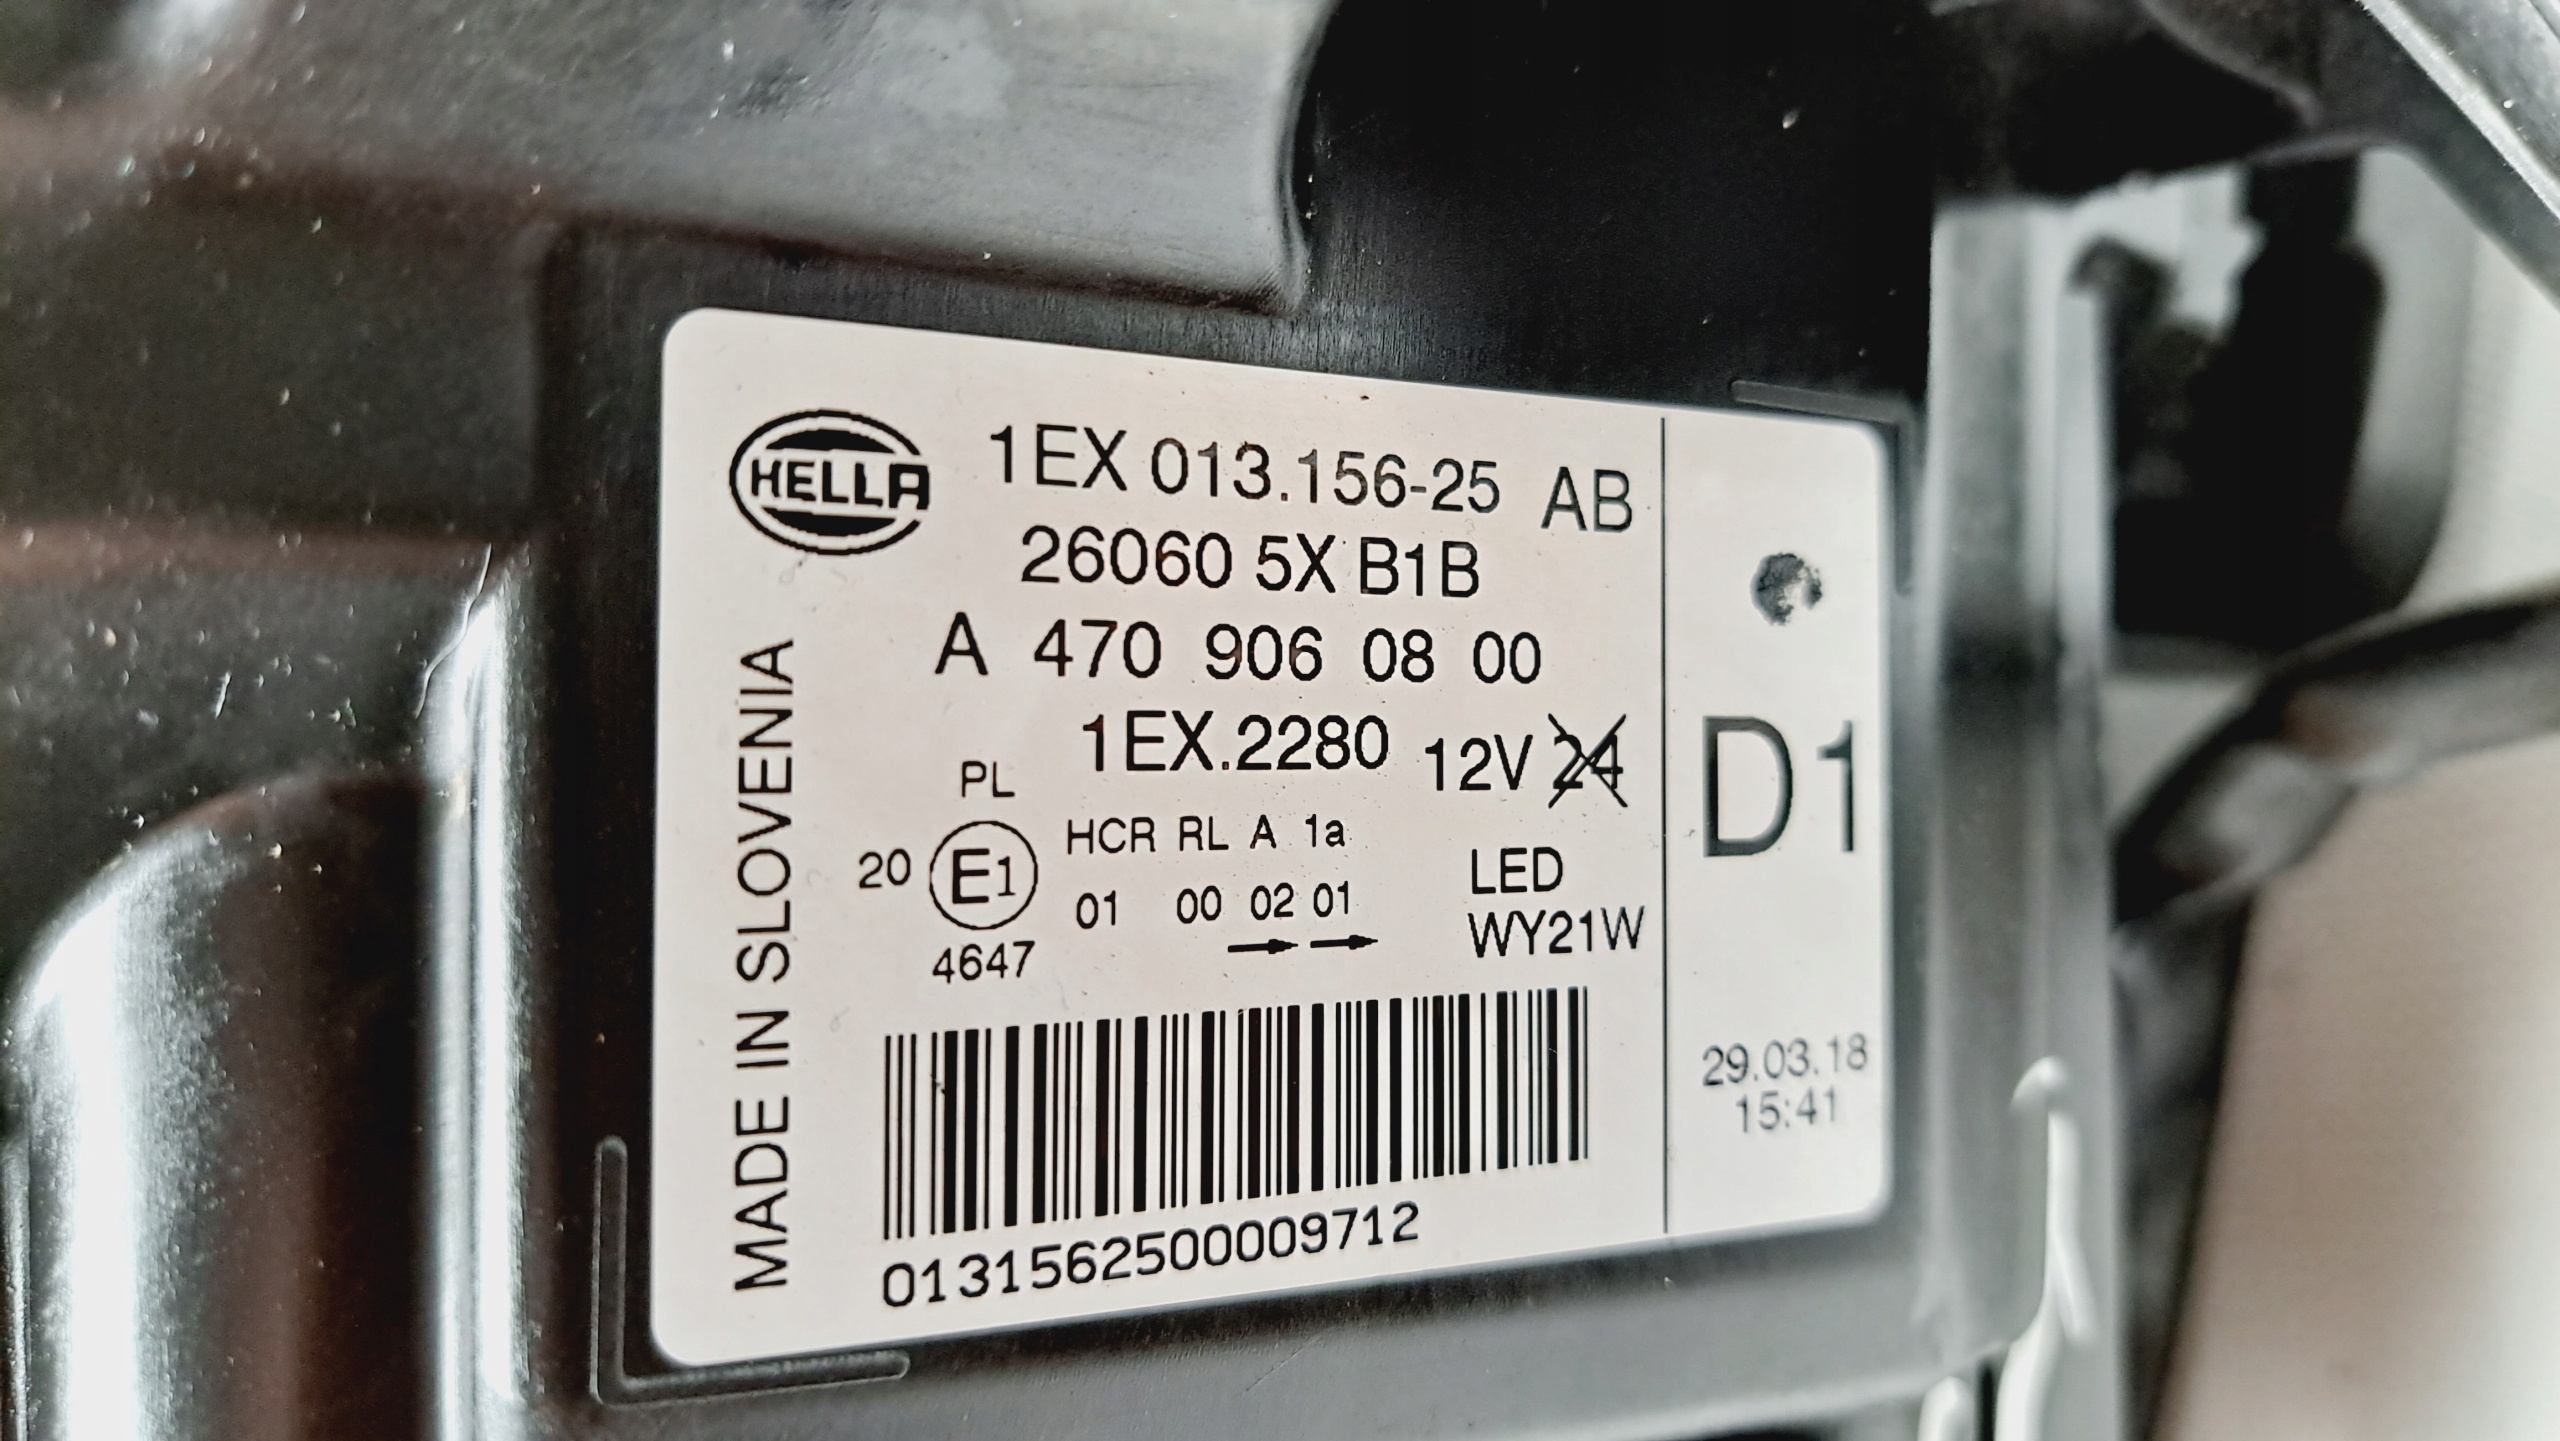 HELLA
1EX 013.156-25 AB
26060 5X B1B
A 470 906 08 00
1EX.2280 12V 24
PL
HCR RL A 1a
20 E1
01 00 02 01
4647
LED
WY21W
MADE IN SLOVENIA
0131562500009712
D1
29.03.18
15:41